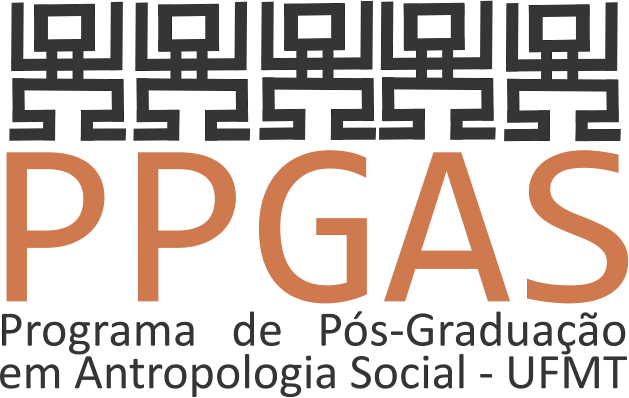 PPGAS
Programa de Pós-Graduação
em Antropologia Social - UFMT